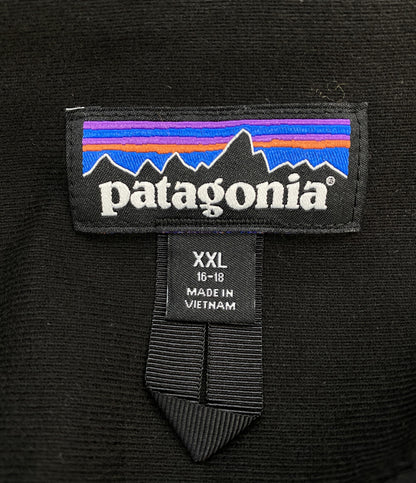 patagonia®
XXL
16-18
MADE IN
VIETNAM